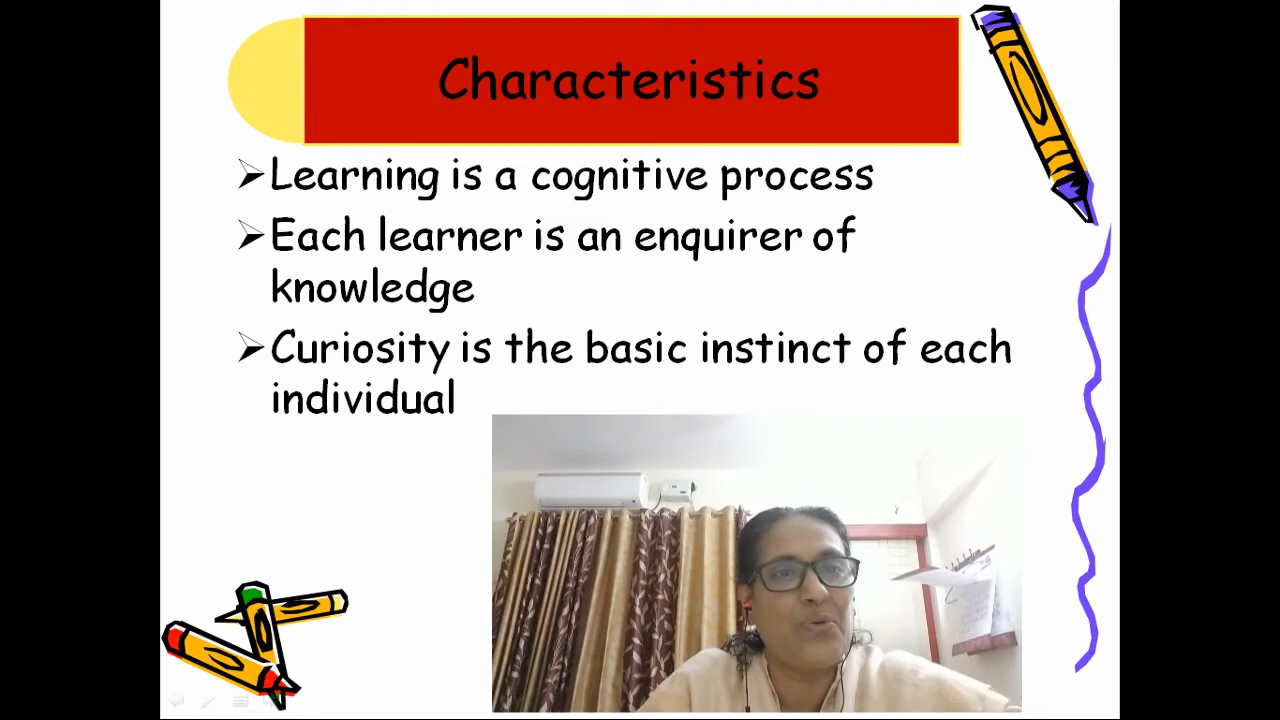 Characteristics
➢Learning is a cognitive process
➢Each learner is an enquirer of
knowledge
➢Curiosity is the basic instinct of each
individual